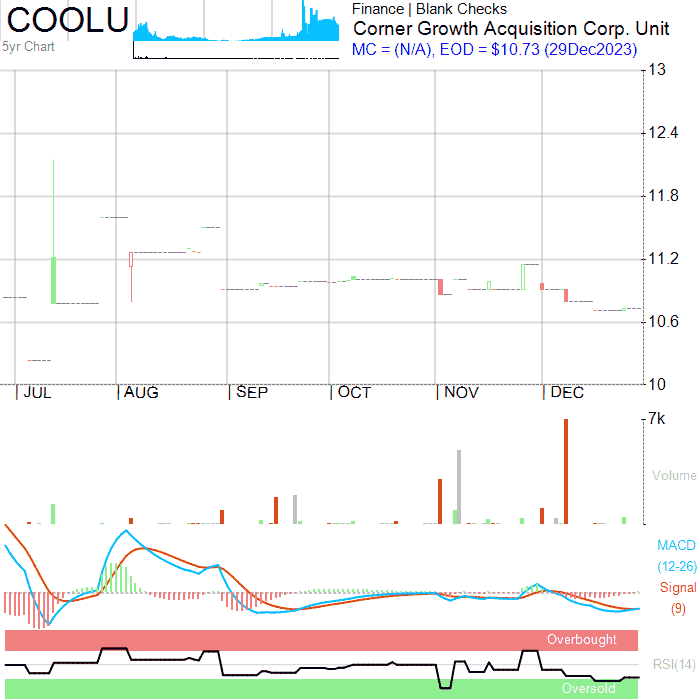 COOLU
5yr Chart
Finance | Blank Checks
Corner Growth Acquisition Corp. Unit
MC = (N/A), EOD = $10.73 (29Dec2023)
13
12.4
11.8
11.2
10.6
10
JUL
AUG
SEP
OCT
NOV
DEC
7k
Volume
MACD
(12-26)
Signal
(9)
Overbought
RSI(14)
Oversold